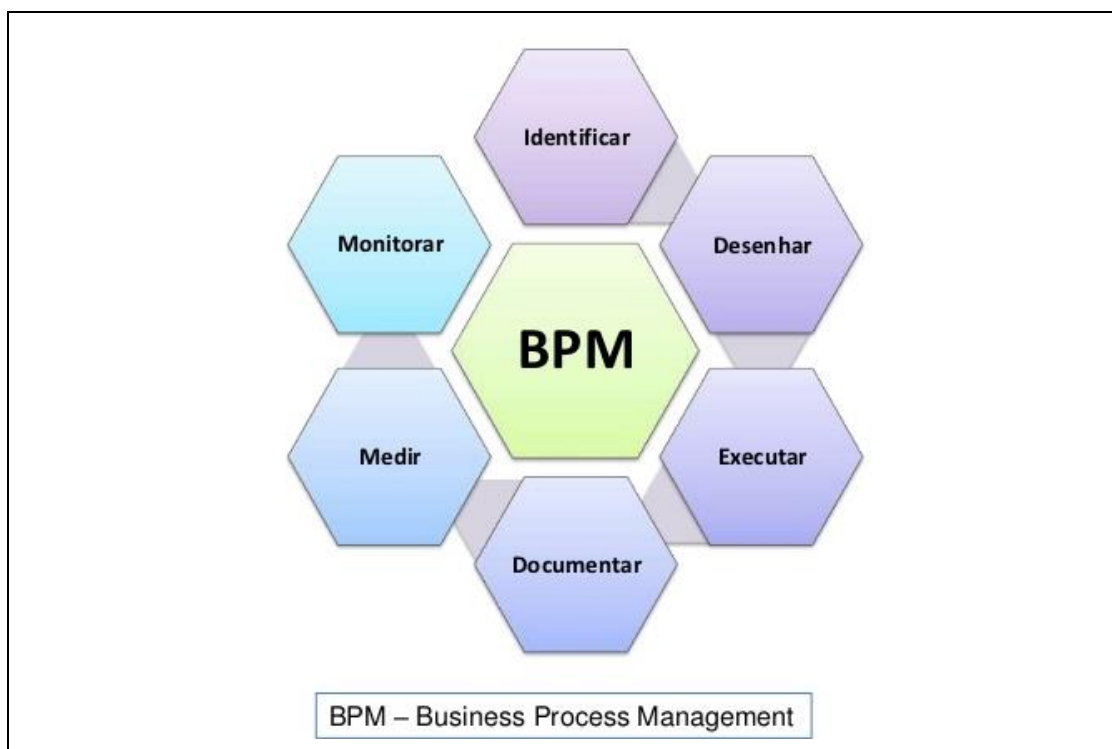 Identificar
Desenhar
Executar
Documentar
Medir
Monitorar
BPM
BPM – Business Process Management